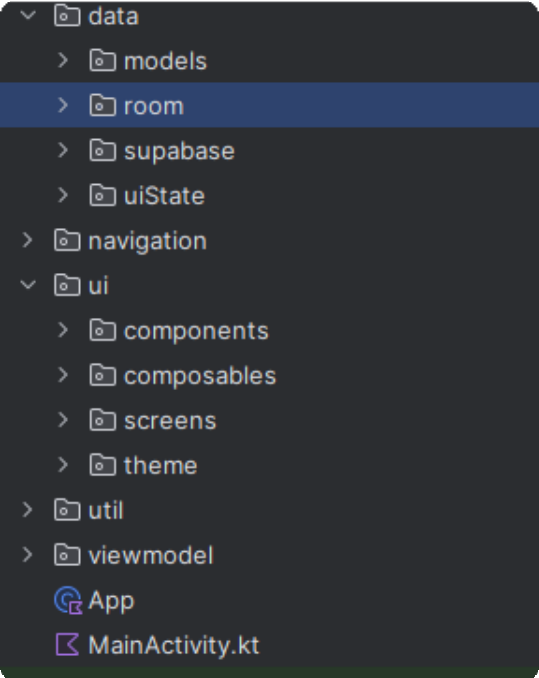 data
models
room
supabase
uiState
navigation
ui
components
composables
screens
theme
util
viewmodel
App
MainActivity.kt